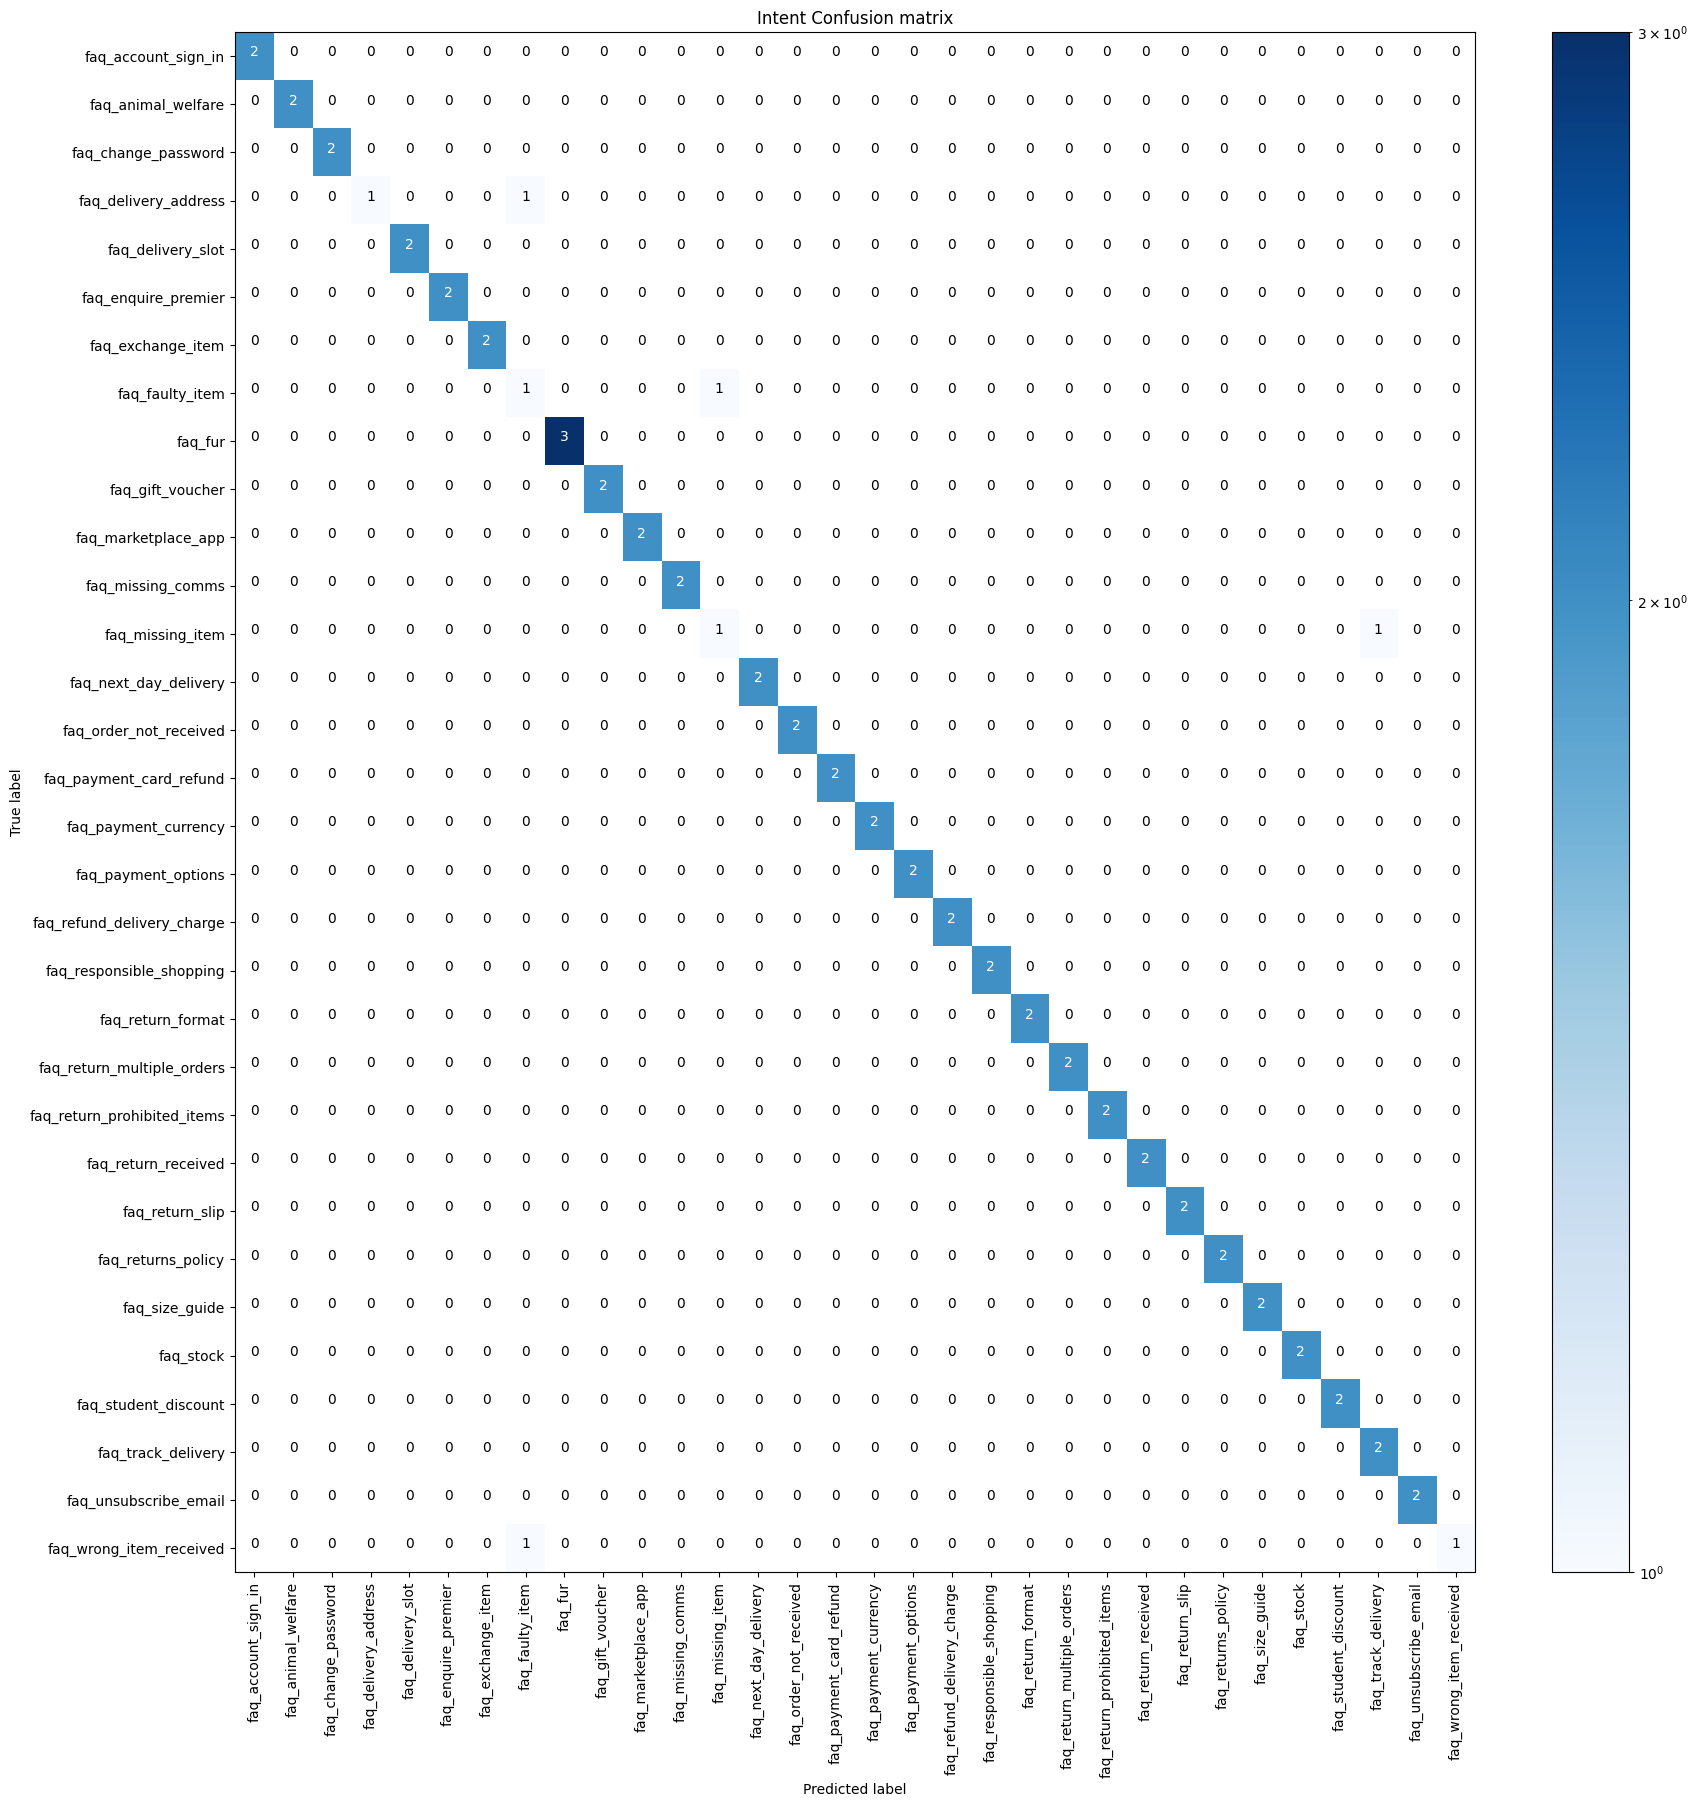 Intent Confusion matrix
faq_account_sign_in 2 0 0 0 0 0 0 0 0 0 0 0 0 0 0 0 0 0 0 0 0 0 0 0 0 0 0 0 0 0 0 0
faq_animal_welfare 0 2 0 0 0 0 0 0 0 0 0 0 0 0 0 0 0 0 0 0 0 0 0 0 0 0 0 0 0 0 0 0
faq_change_password 0 0 2 0 0 0 0 0 0 0 0 0 0 0 0 0 0 0 0 0 0 0 0 0 0 0 0 0 0 0 0 0
faq_delivery_address 0 0 0 1 0 0 0 1 0 0 0 0 0 0 0 0 0 0 0 0 0 0 0 0 0 0 0 0 0 0 0 0
faq_delivery_slot 0 0 0 0 2 0 0 0 0 0 0 0 0 0 0 0 0 0 0 0 0 0 0 0 0 0 0 0 0 0 0 0
faq_enquire_premier 0 0 0 0 0 2 0 0 0 0 0 0 0 0 0 0 0 0 0 0 0 0 0 0 0 0 0 0 0 0 0 0
faq_exchange_item 0 0 0 0 0 0 2 0 0 0 0 0 0 0 0 0 0 0 0 0 0 0 0 0 0 0 0 0 0 0 0 0
faq_faulty_item 0 0 0 0 0 0 0 1 0 0 0 0 1 0 0 0 0 0 0 0 0 0 0 0 0 0 0 0 0 0 0 0
faq_fur 0 0 0 0 0 0 0 0 3 0 0 0 0 0 0 0 0 0 0 0 0 0 0 0 0 0 0 0 0 0 0 0
faq_gift_voucher 0 0 0 0 0 0 0 0 0 2 0 0 0 0 0 0 0 0 0 0 0 0 0 0 0 0 0 0 0 0 0 0
faq_marketplace_app 0 0 0 0 0 0 0 0 0 0 2 0 0 0 0 0 0 0 0 0 0 0 0 0 0 0 0 0 0 0 0 0
faq_missing_comms 0 0 0 0 0 0 0 0 0 0 0 2 0 0 0 0 0 0 0 0 0 0 0 0 0 0 0 0 0 0 0 0
faq_missing_item 0 0 0 0 0 0 0 0 0 0 0 0 1 0 0 0 0 0 0 0 0 0 0 0 0 0 0 0 0 1 0 0
faq_next_day_delivery 0 0 0 0 0 0 0 0 0 0 0 0 0 2 0 0 0 0 0 0 0 0 0 0 0 0 0 0 0 0 0 0
faq_order_not_received 0 0 0 0 0 0 0 0 0 0 0 0 0 0 2 0 0 0 0 0 0 0 0 0 0 0 0 0 0 0 0 0
faq_payment_card_refund 0 0 0 0 0 0 0 0 0 0 0 0 0 0 0 2 0 0 0 0 0 0 0 0 0 0 0 0 0 0 0 0
faq_payment_currency 0 0 0 0 0 0 0 0 0 0 0 0 0 0 0 0 2 0 0 0 0 0 0 0 0 0 0 0 0 0 0 0
faq_payment_options 0 0 0 0 0 0 0 0 0 0 0 0 0 0 0 0 0 2 0 0 0 0 0 0 0 0 0 0 0 0 0 0
faq_refund_delivery_charge 0 0 0 0 0 0 0 0 0 0 0 0 0 0 0 0 0 0 2 0 0 0 0 0 0 0 0 0 0 0 0 0
faq_responsible_shopping 0 0 0 0 0 0 0 0 0 0 0 0 0 0 0 0 0 0 0 2 0 0 0 0 0 0 0 0 0 0 0 0
faq_return_format 0 0 0 0 0 0 0 0 0 0 0 0 0 0 0 0 0 0 0 0 2 0 0 0 0 0 0 0 0 0 0 0
faq_return_multiple_orders 0 0 0 0 0 0 0 0 0 0 0 0 0 0 0 0 0 0 0 0 0 2 0 0 0 0 0 0 0 0 0 0
faq_return_prohibited_items 0 0 0 0 0 0 0 0 0 0 0 0 0 0 0 0 0 0 0 0 0 0 2 0 0 0 0 0 0 0 0 0
faq_return_received 0 0 0 0 0 0 0 0 0 0 0 0 0 0 0 0 0 0 0 0 0 0 0 2 0 0 0 0 0 0 0 0
faq_return_slip 0 0 0 0 0 0 0 0 0 0 0 0 0 0 0 0 0 0 0 0 0 0 0 0 2 0 0 0 0 0 0 0
faq_returns_policy 0 0 0 0 0 0 0 0 0 0 0 0 0 0 0 0 0 0 0 0 0 0 0 0 0 2 0 0 0 0 0 0
faq_size_guide 0 0 0 0 0 0 0 0 0 0 0 0 0 0 0 0 0 0 0 0 0 0 0 0 0 0 2 0 0 0 0 0
faq_stock 0 0 0 0 0 0 0 0 0 0 0 0 0 0 0 0 0 0 0 0 0 0 0 0 0 0 0 2 0 0 0 0
faq_student_discount 0 0 0 0 0 0 0 0 0 0 0 0 0 0 0 0 0 0 0 0 0 0 0 0 0 0 0 0 2 0 0 0
faq_track_delivery 0 0 0 0 0 0 0 0 0 0 0 0 0 0 0 0 0 0 0 0 0 0 0 0 0 0 0 0 0 2 0 0
faq_unsubscribe_email 0 0 0 0 0 0 0 0 0 0 0 0 0 0 0 0 0 0 0 0 0 0 0 0 0 0 0 0 0 0 2 0
faq_wrong_item_received 0 0 0 0 0 0 0 1 0 0 0 0 0 0 0 0 0 0 0 0 0 0 0 0 0 0 0 0 0 0 0 1
True label
faq_account_sign_in
faq_animal_welfare
faq_change_password
faq_delivery_address
faq_delivery_slot
faq_enquire_premier
faq_exchange_item
faq_faulty_item
faq_fur
faq_gift_voucher
faq_marketplace_app
faq_missing_comms
faq_missing_item
faq_next_day_delivery
faq_order_not_received
faq_payment_card_refund
faq_payment_currency
faq_payment_options
faq_refund_delivery_charge
faq_responsible_shopping
faq_return_format
faq_return_multiple_orders
faq_return_prohibited_items
faq_return_received
faq_return_slip
faq_returns_policy
faq_size_guide
faq_stock
faq_student_discount
faq_track_delivery
faq_unsubscribe_email
faq_wrong_item_received
Predicted label
3 × 10⁰
2 × 10⁰
10⁰